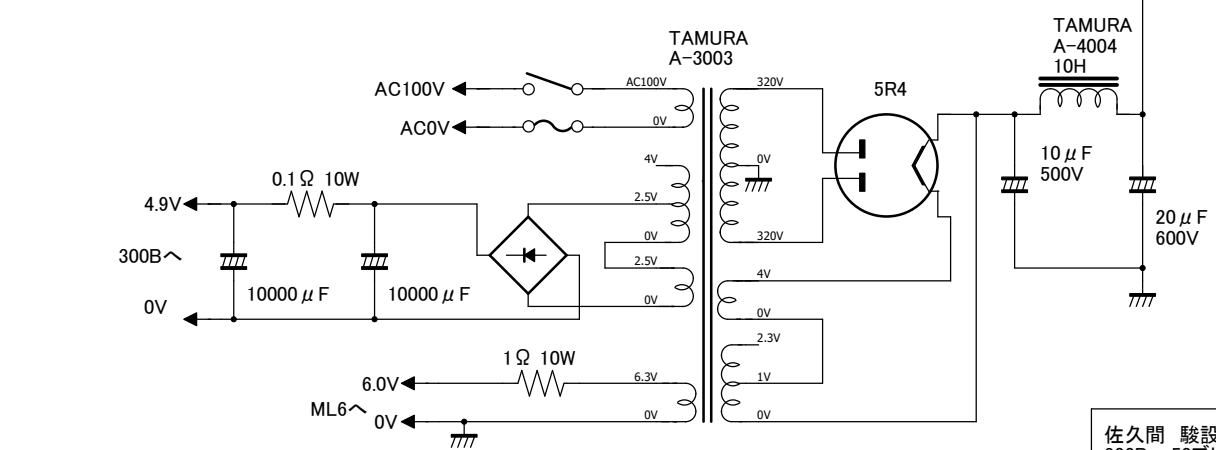 TAMURA
A-3003
TAMURA
A-4004
10H
AC100V
AC100V
320V
5R4
AC0V
0V
0V
4V
10μF
500V
0.1Ω 10W
4.9V
2.5V
20μF
600V
0V
320V
300Bへ
2.5V
4V
10000μF
10000μF
0V
0V
0V
2.3V
1Ω 10W
6.0V
6.3V
1V
ML6へ
0V
0V
0V
佐久間 駿設